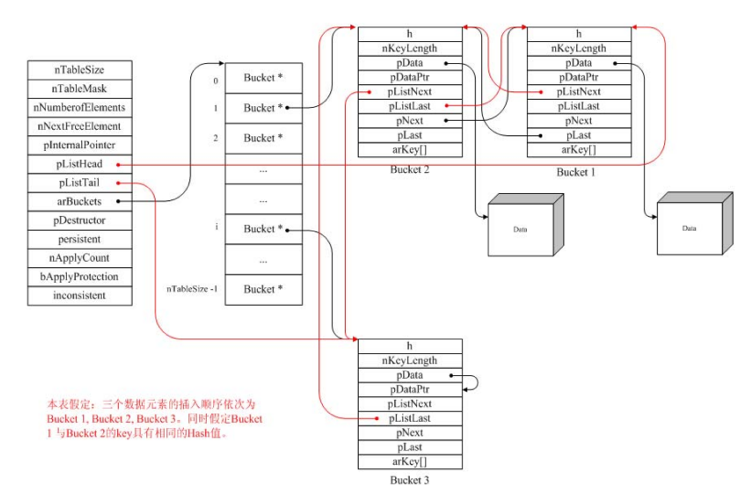 nTableSize
nTableMask
nNumberofElements
nNextFreeElement
pInternalPointer
pListHead
pListTail
arBuckets
pDestructor
persistent
nApplyCount
bApplyProtection
inconsistent
0 Bucket *
1 Bucket *
2 Bucket *
...
...
i Bucket *
...
nTableSize -1 Bucket *
h
nKeyLength
pData
pDataPtr
pListNext
pListLast
pNext
pLast
arKey[]
Bucket 2
h
nKeyLength
pData
pDataPtr
pListNext
pListLast
pNext
pLast
arKey[]
Bucket 1
Data
Data
h
nKeyLength
pData
pDataPtr
pListNext
pListLast
pNext
pLast
arKey[]
Bucket 3
本表假定：三个数据元素的插入顺序依次为
Bucket 1, Bucket 2, Bucket 3。同时假定Bucket
1 与Bucket 2的key具有相同的Hash值。